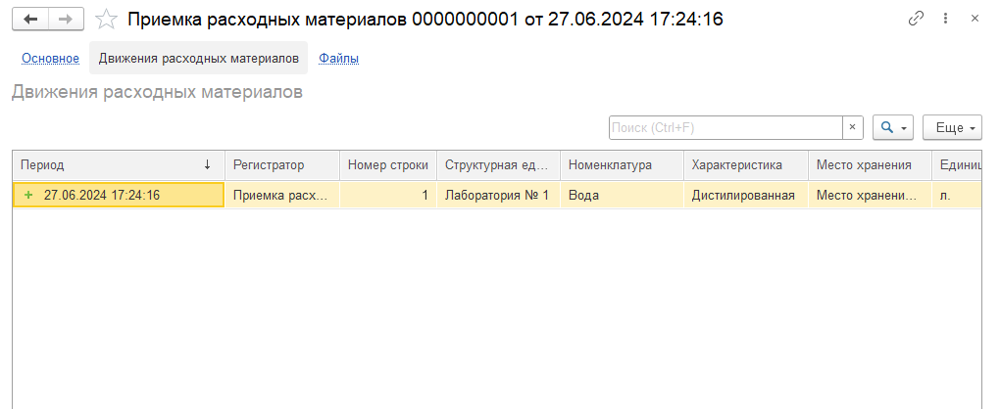 Приемка расходных материалов 0000000001 от 27.06.2024 17:24:16
Основное Движения расходных материалов Файлы
Движения расходных материалов
Поиск (Ctrl+F) × Еще
Период ↓ Регистратор Номер строки Структурная ед... Номенклатура Характеристика Место хранения Единиц
27.06.2024 17:24:16 Приемка расх... 1 Лаборатория № 1 Вода Дистилированная Место хранени... л.